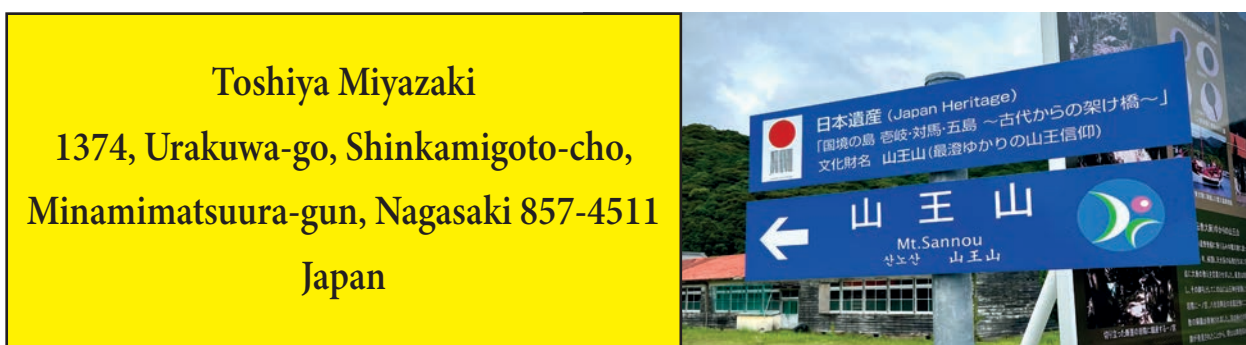 Toshiya Miyazaki
1374, Urakuwa-go, Shinkamigoto-cho,
Minamimatsuura-gun, Nagasaki 857-4511
Japan
日本遺産 (Japan Heritage)
「国境の島 壱岐・対馬・五島 ~古代からの架け橋~」
文化財名 山王山(最澄ゆかりの山王信仰)
山王山
Mt.Sannou
산노산 山王山